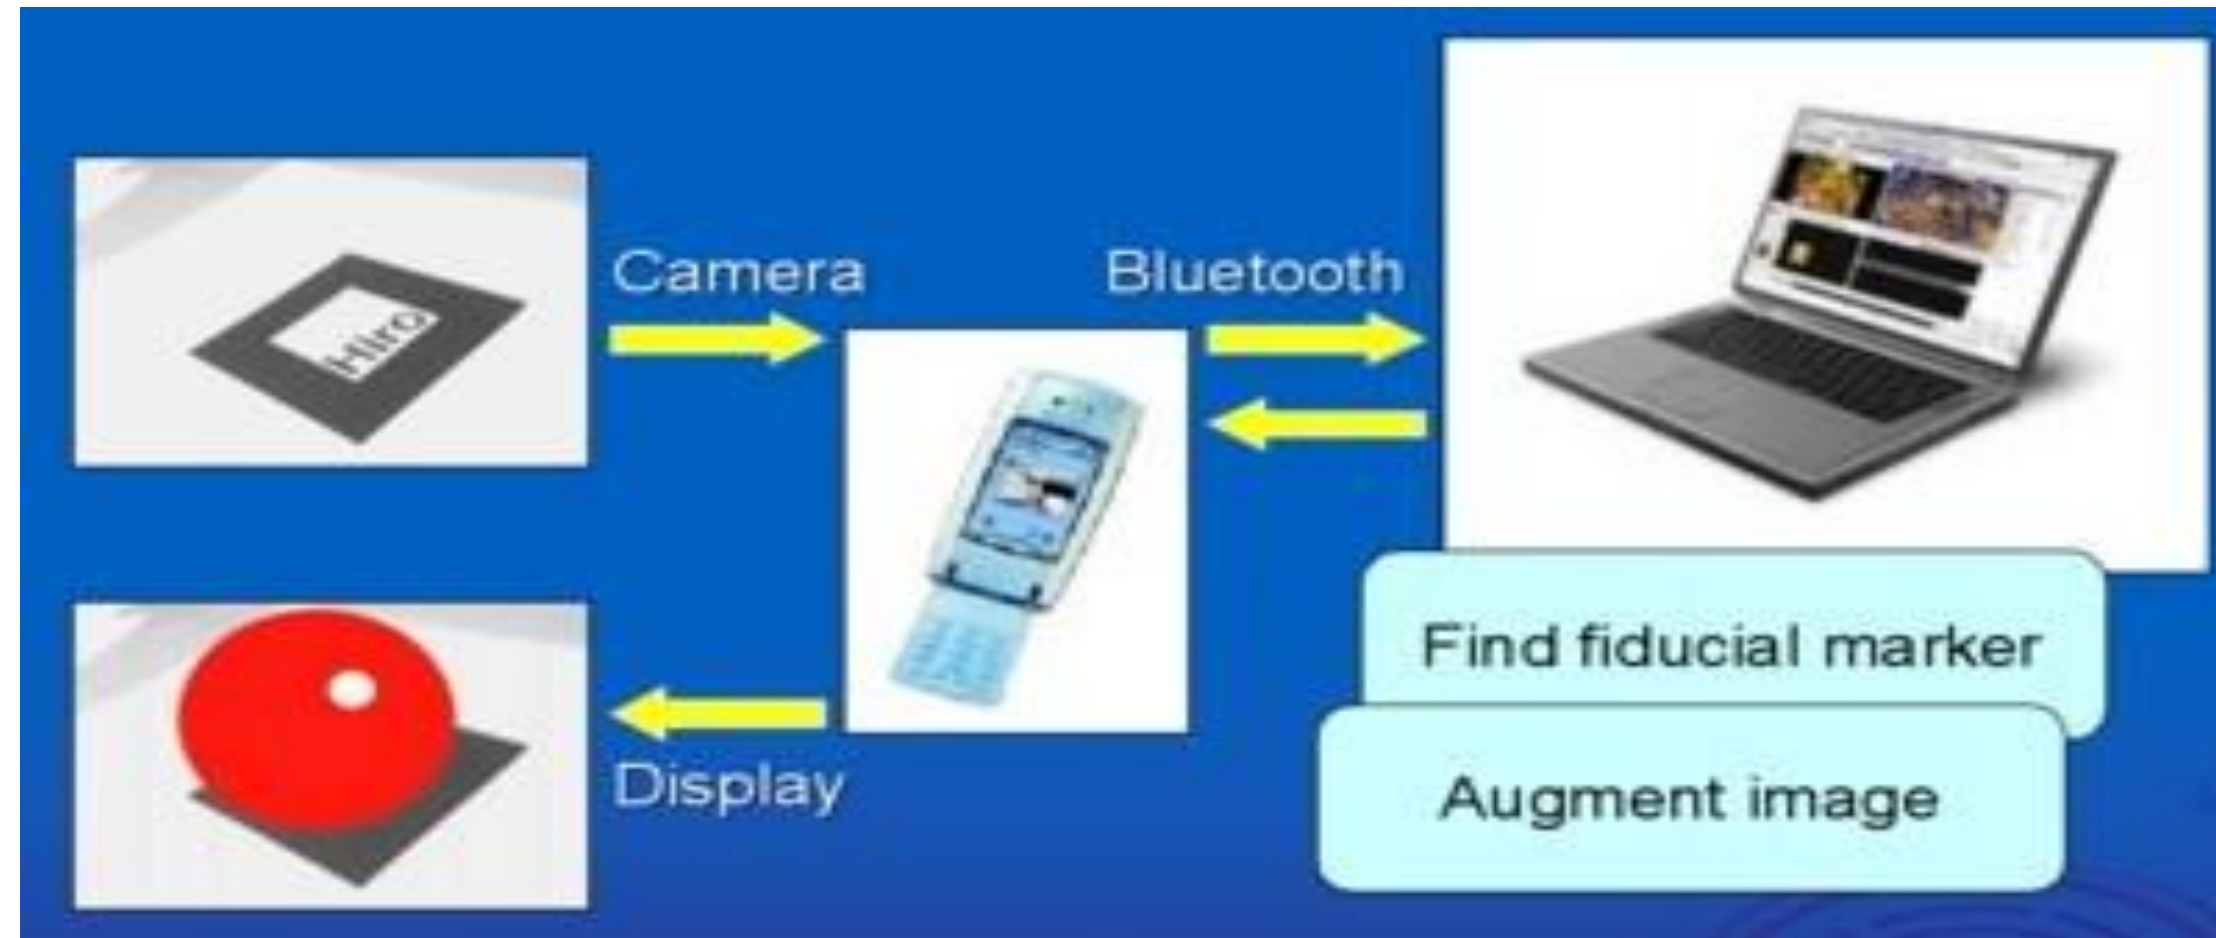 Camera
Bluetooth
Hiro
Find fiducial marker
Display
Augment image